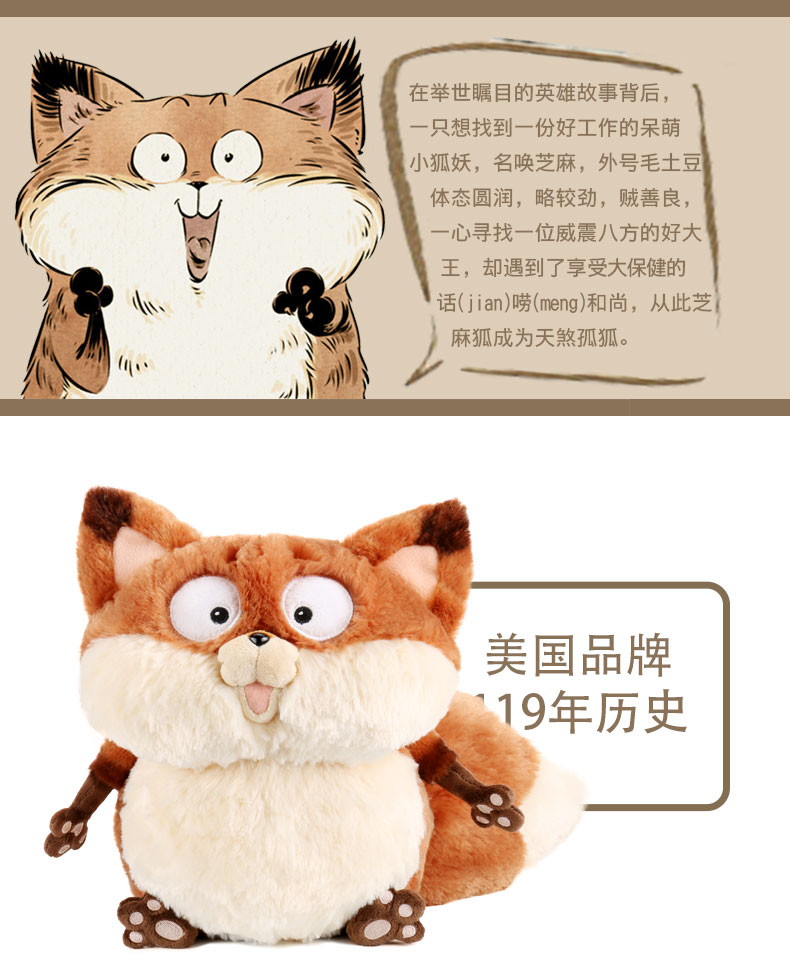 在举世瞩目的英雄故事背后，
一只想找到一份好工作的呆萌
小狐妖，名唤芝麻，外号毛土豆
体态圆润，略较劲，贼善良，
一心寻找一位威震八方的好大
王，却遇到了享受大保健的
话(jian)唠(meng)和尚，从此芝
麻狐成为天煞孤狐。
美国品牌
119年历史